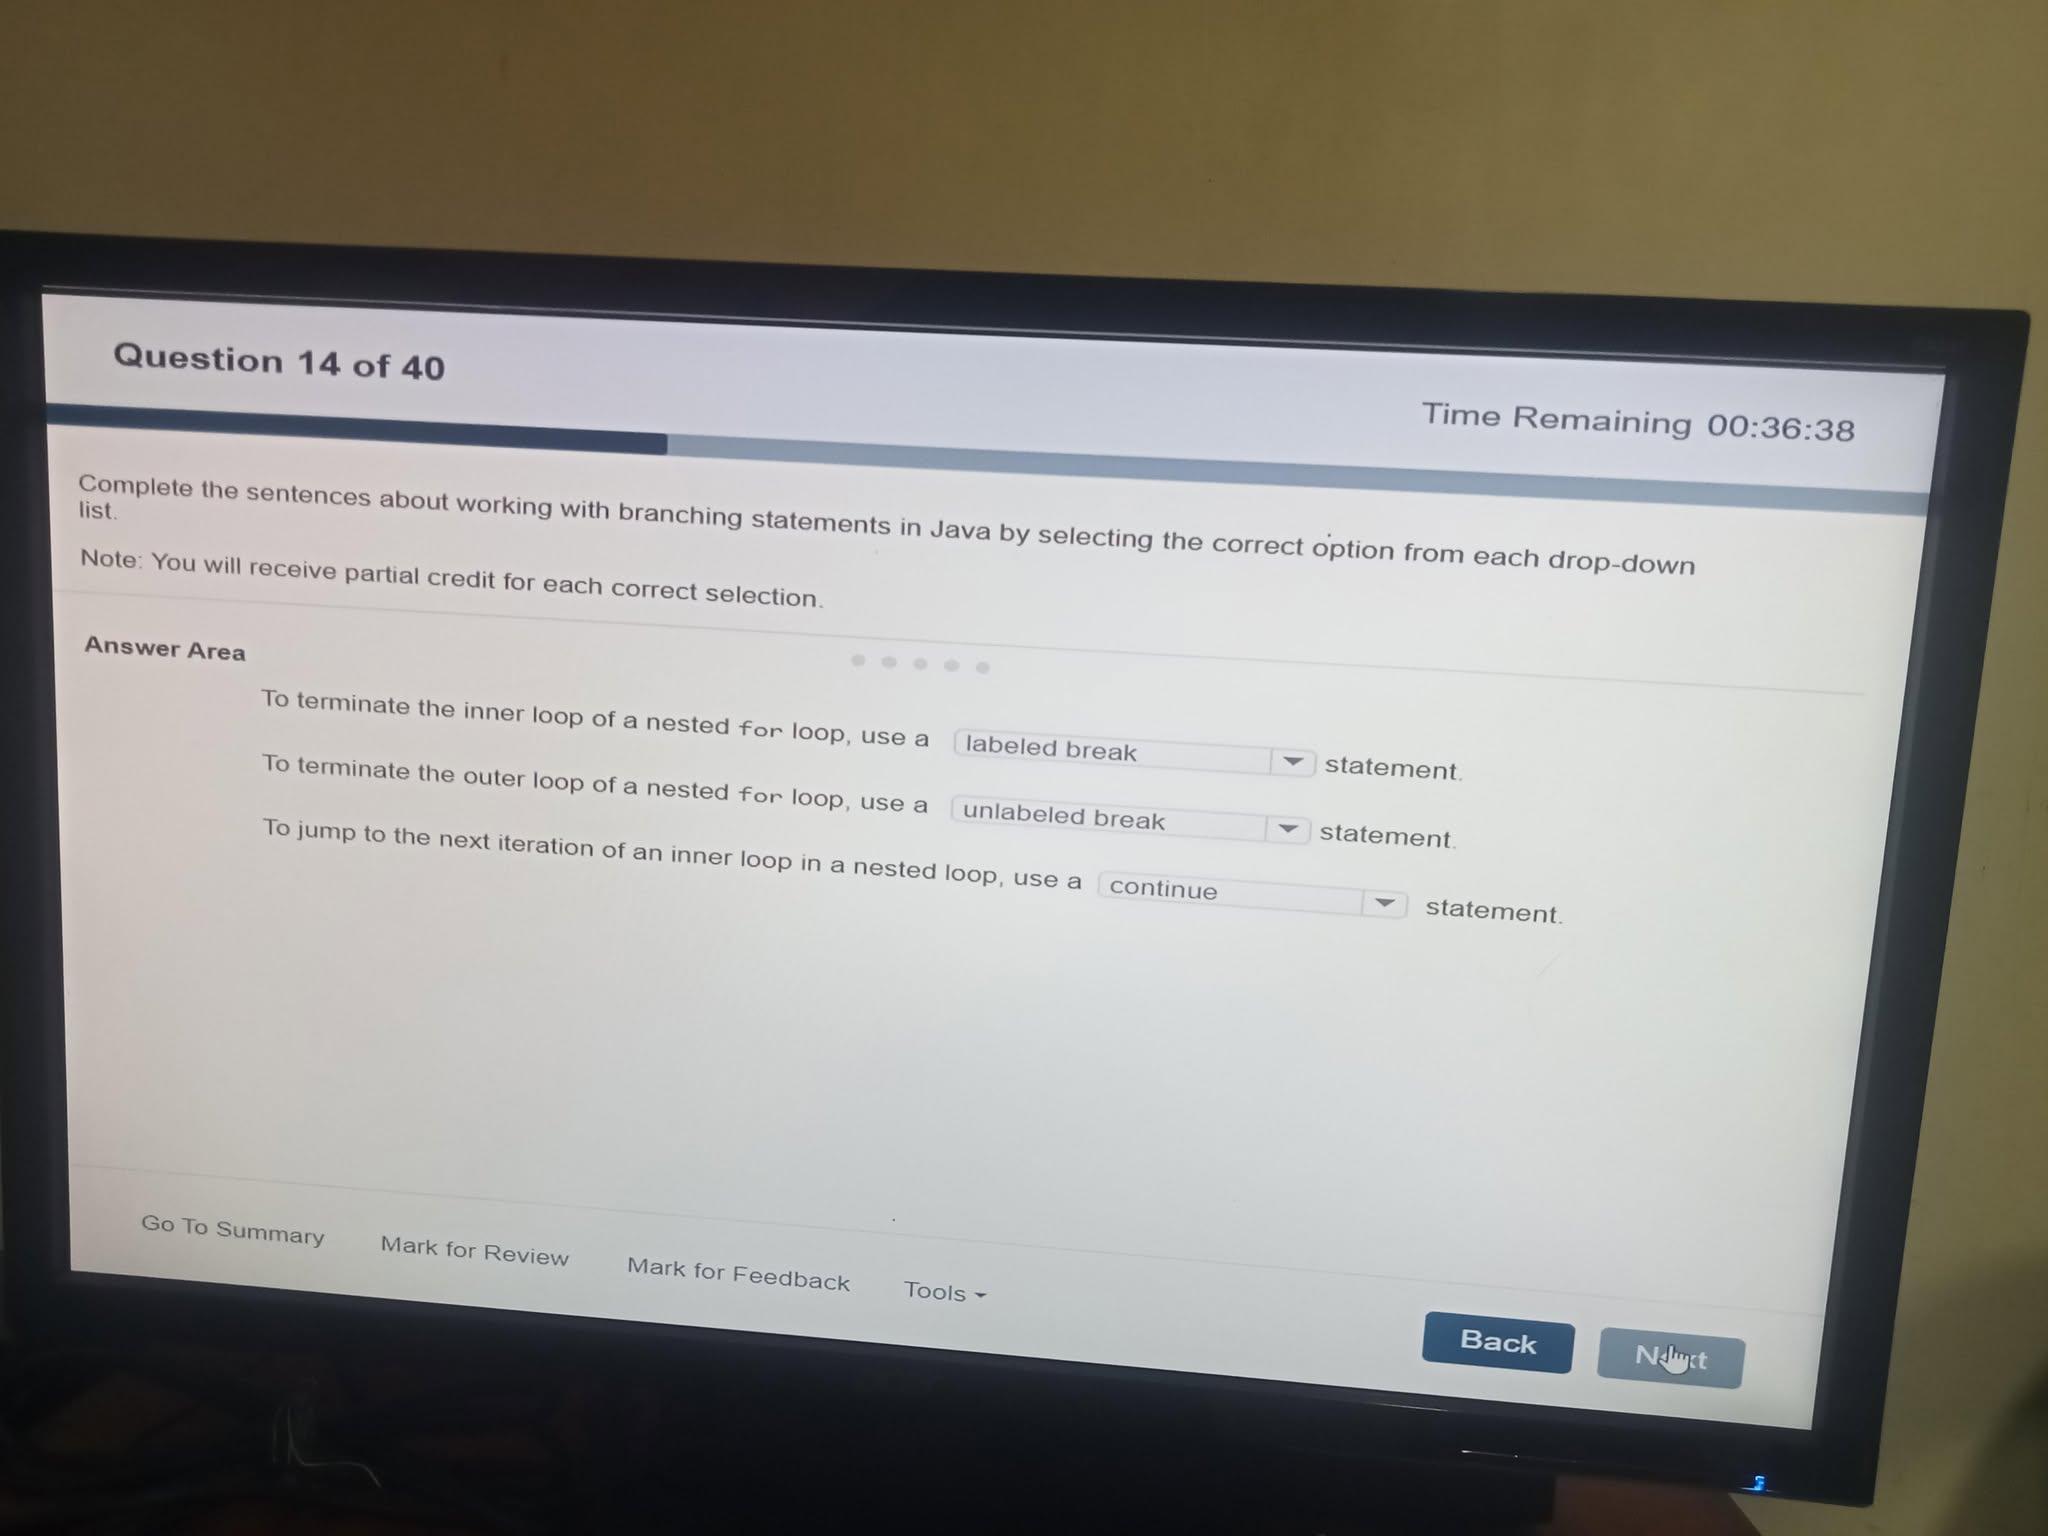 Question 14 of 40
Time Remaining 00:36:38
Complete the sentences about working with branching statements in Java by selecting the correct option from each drop-down
list.
Note: You will receive partial credit for each correct selection.
Answer Area
To terminate the inner loop of a nested for loop, use a labeled break statement.
To terminate the outer loop of a nested for loop, use a unlabeled break statement.
To jump to the next iteration of an inner loop in a nested loop, use a continue statement.
Go To Summary Mark for Review Mark for Feedback Tools
Back Next